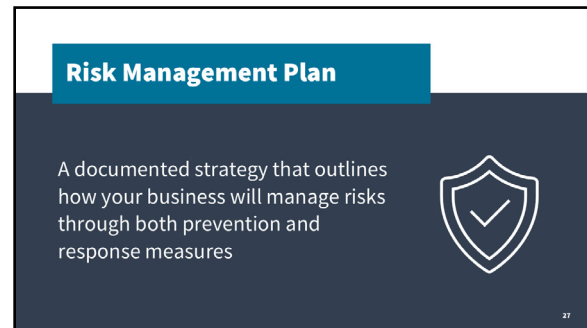 Risk Management Plan
A documented strategy that outlines
how your business will manage risks
through both prevention and
response measures
27